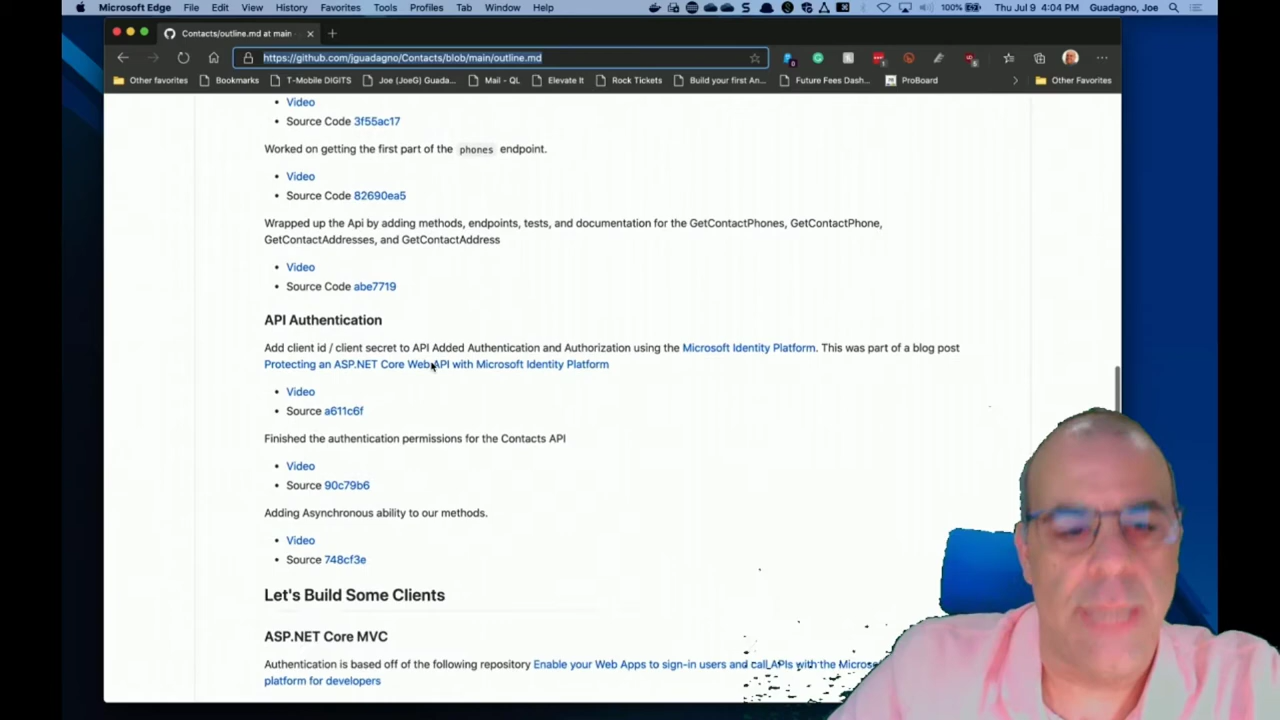 Microsoft Edge File Edit View History Favorites Tools Profiles Tab Window Help 100% Thu Jul 9 4:04 PM Guadagno, Joe
Contacts/outline.md at main
https://github.com/jguadagno/Contacts/blob/main/outline.md
Other favorites Bookmarks T-Mobile DIGITS Joe (JoeG) Guada... Mail - QL Elevate It Rock Tickets Build your first An... Future Fees Dash... ProBoard Other Favorites
• Video
• Source Code 3f55ac17
Worked on getting the first part of the phones endpoint.
• Video
• Source Code 82690ea5
Wrapped up the Api by adding methods, endpoints, tests, and documentation for the GetContactPhones, GetContactPhone,
GetContactAddresses, and GetContactAddress
• Video
• Source Code abe7719
API Authentication
Add client id / client secret to API Added Authentication and Authorization using the Microsoft Identity Platform. This was part of a blog post
Protecting an ASP.NET Core Web API with Microsoft Identity Platform
• Video
• Source a611c6f
Finished the authentication permissions for the Contacts API
• Video
• Source 90c79b6
Adding Asynchronous ability to our methods.
• Video
• Source 748cf3e
Let's Build Some Clients
ASP.NET Core MVC
Authentication is based off of the following repository Enable your Web Apps to sign-in users and call APIs with the Microso
platform for developers